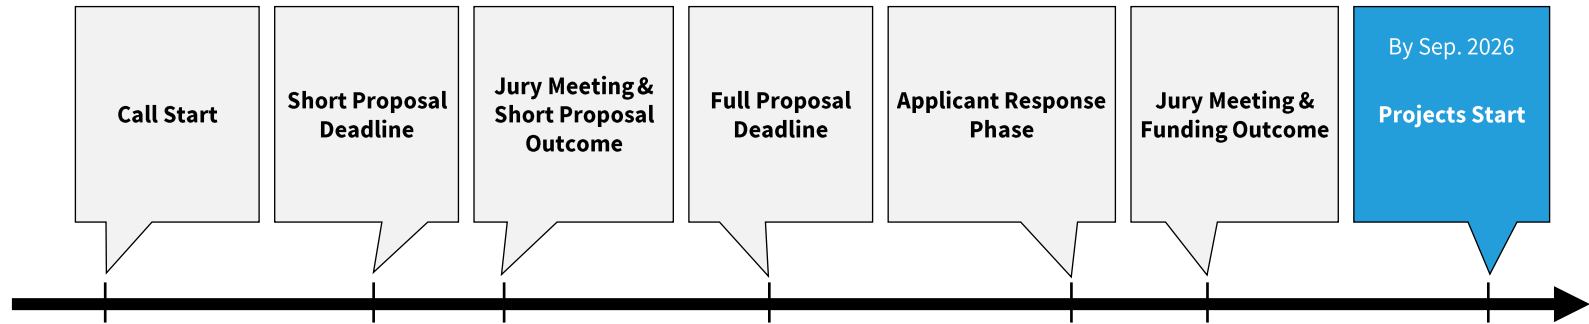 Call Start
Short Proposal
Deadline
Jury Meeting &
Short Proposal
Outcome
Full Proposal
Deadline
Applicant Response
Phase
Jury Meeting &
Funding Outcome
By Sep. 2026
Projects Start